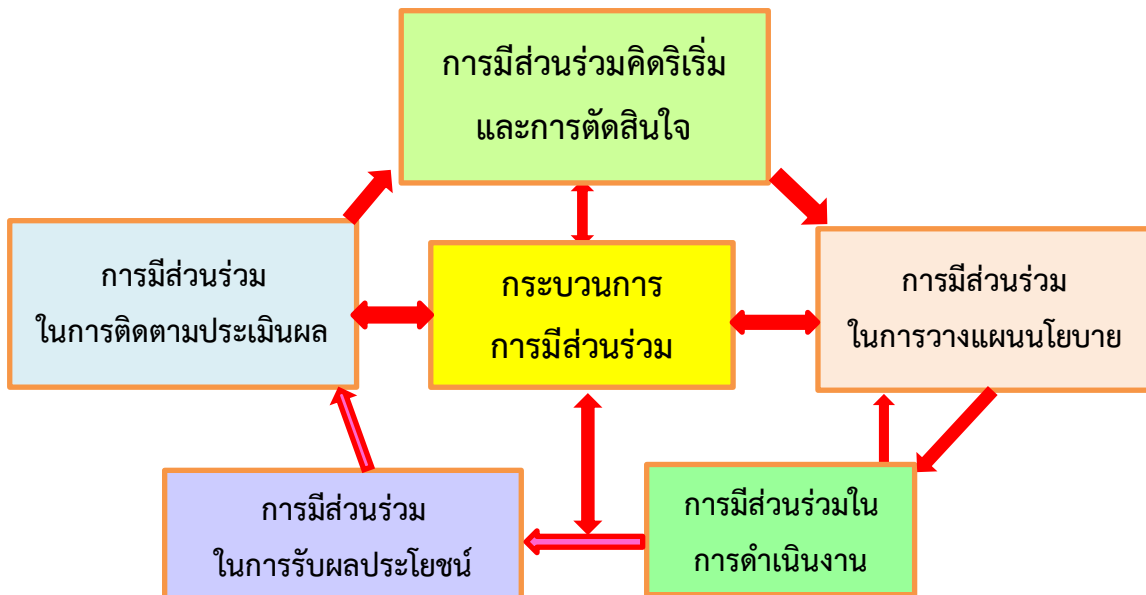 การมีส่วนร่วมคิดริเริ่ม
และการตัดสินใจ
การมีส่วนร่วม
ในการติดตามประเมินผล
กระบวนการ
การมีส่วนร่วม
การมีส่วนร่วม
ในการวางแผนนโยบาย
การมีส่วนร่วม
ในการรับผลประโยชน์
การมีส่วนร่วมใน
การดำเนินงาน